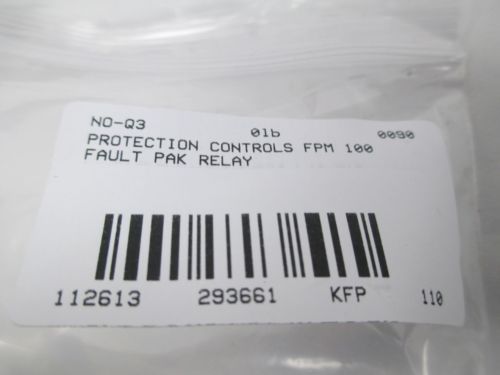 NO-Q3 01b 0090
PROTECTION CONTROLS FPM 100
FAULT PAK RELAY
112613 293661 KFP 110